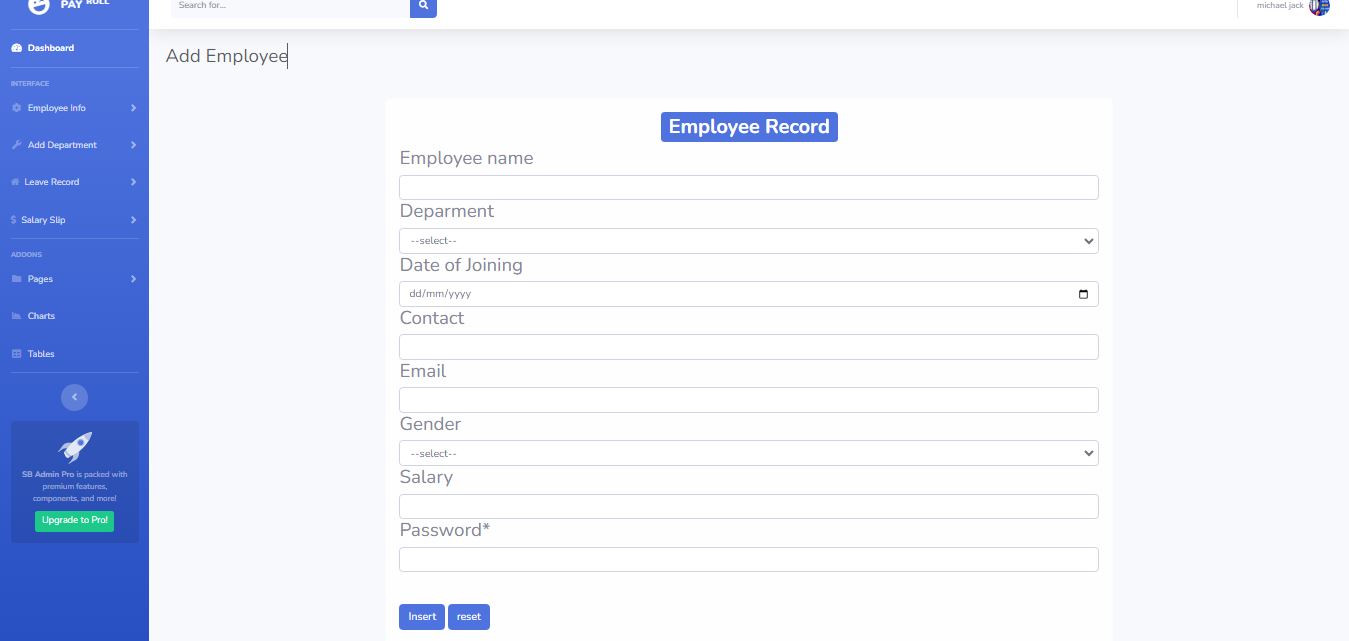 PAY ROLL
Search for...
michael jack
Dashboard
Add Employee
INTERFACE
Employee Info
Add Department
Leave Record
Salary Slip
ADDONS
Pages
Charts
Tables
SB Admin Pro is packed with
premium features,
components, and more!
Upgrade to Pro!
Employee Record
Employee name
Deparment
--select--
Date of Joining
dd/mm/yyyy
Contact
Email
Gender
--select--
Salary
Password*
Insert
reset